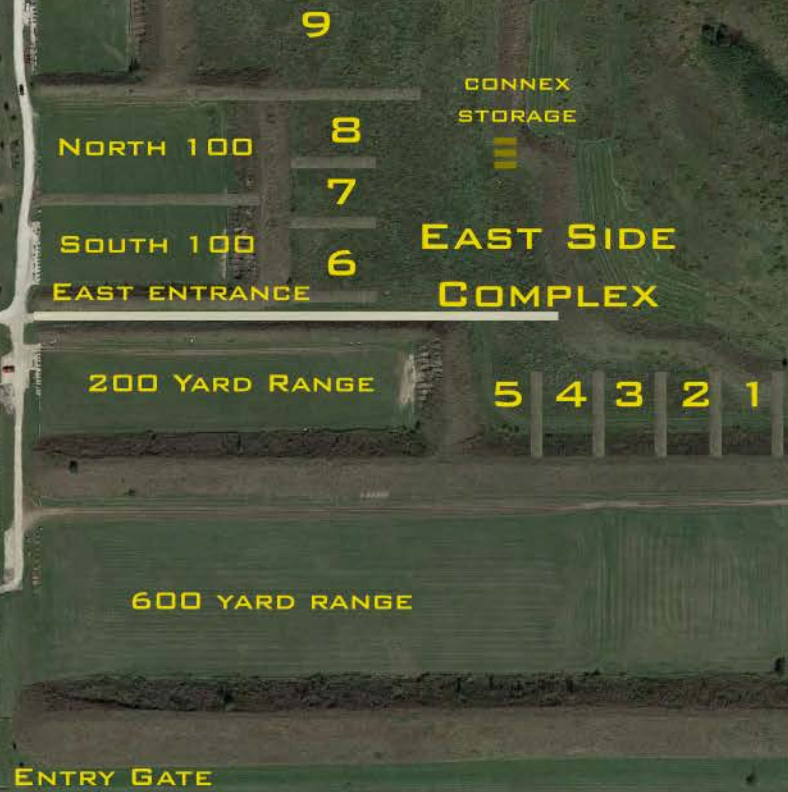 9
CONNEX
STORAGE
8
NORTH 100
7
SOUTH 100
6
EAST SIDE
COMPLEX
EAST ENTRANCE
200 YARD RANGE
5 4 3 2 1
600 YARD RANGE
ENTRY GATE